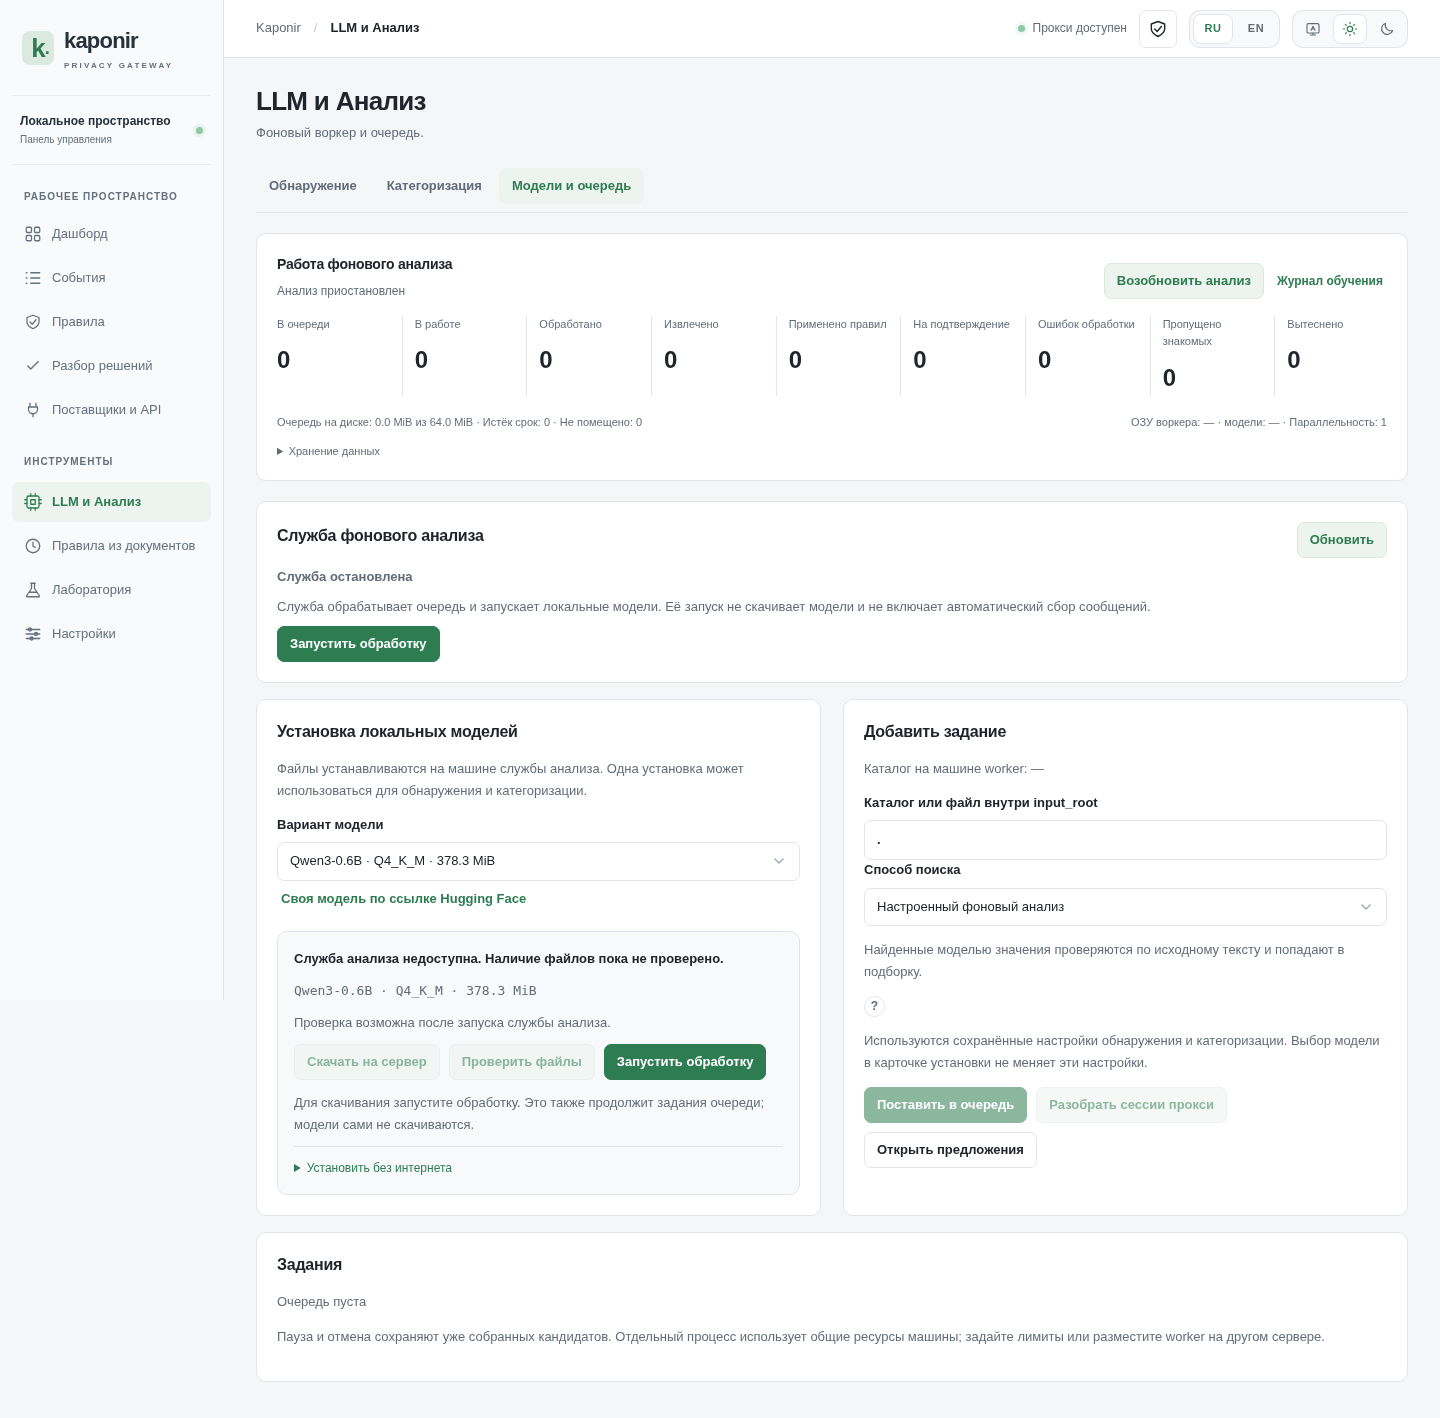 k.
kaponir
PRIVACY GATEWAY
Локальное пространство
Панель управления
РАБОЧЕЕ ПРОСТРАНСТВО
Дашборд
События
Правила
Разбор решений
Поставщики и API
ИНСТРУМЕНТЫ
LLM и Анализ
Правила из документов
Лаборатория
Настройки
Kaponir / LLM и Анализ
Прокси доступен
RU EN
LLM и Анализ
Фоновый воркер и очередь.
Обнаружение Категоризация Модели и очередь
Работа фонового анализа
Анализ приостановлен
Возобновить анализ Журнал обучения
В очереди
0
В работе
0
Обработано
0
Извлечено
0
Применено правил
0
На подтверждение
0
Ошибок обработки
0
Пропущено
знакомых
0
Вытеснено
0
Очередь на диске: 0.0 MiB из 64.0 MiB · Истёк срок: 0 · Не помещено: 0
ОЗУ воркера: — · модели: — · Параллельность: 1
Хранение данных
Служба фонового анализа
Обновить
Служба остановлена
Служба обрабатывает очередь и запускает локальные модели. Её запуск не скачивает модели и не включает автоматический сбор сообщений.
Запустить обработку
Установка локальных моделей
Файлы устанавливаются на машине службы анализа. Одна установка может
использоваться для обнаружения и категоризации.
Вариант модели
Qwen3-0.6B · Q4_K_M · 378.3 MiB
Своя модель по ссылке Hugging Face
Служба анализа недоступна. Наличие файлов пока не проверено.
Qwen3-0.6B · Q4_K_M · 378.3 MiB
Проверка возможна после запуска службы анализа.
Скачать на сервер Проверить файлы Запустить обработку
Для скачивания запустите обработку. Это также продолжит задания очереди;
модели сами не скачиваются.
Установить без интернета
Добавить задание
Каталог на машине worker: —
Каталог или файл внутри input_root
.
Способ поиска
Настроенный фоновый анализ
Найденные моделью значения проверяются по исходному тексту и попадают в
подборку.
?
Используются сохранённые настройки обнаружения и категоризации. Выбор модели
в карточке установки не меняет эти настройки.
Поставить в очередь Разобрать сессии прокси
Открыть предложения
Задания
Очередь пуста
Пауза и отмена сохраняют уже собранных кандидатов. Отдельный процесс использует общие ресурсы машины; задайте лимиты или разместите worker на другом сервере.